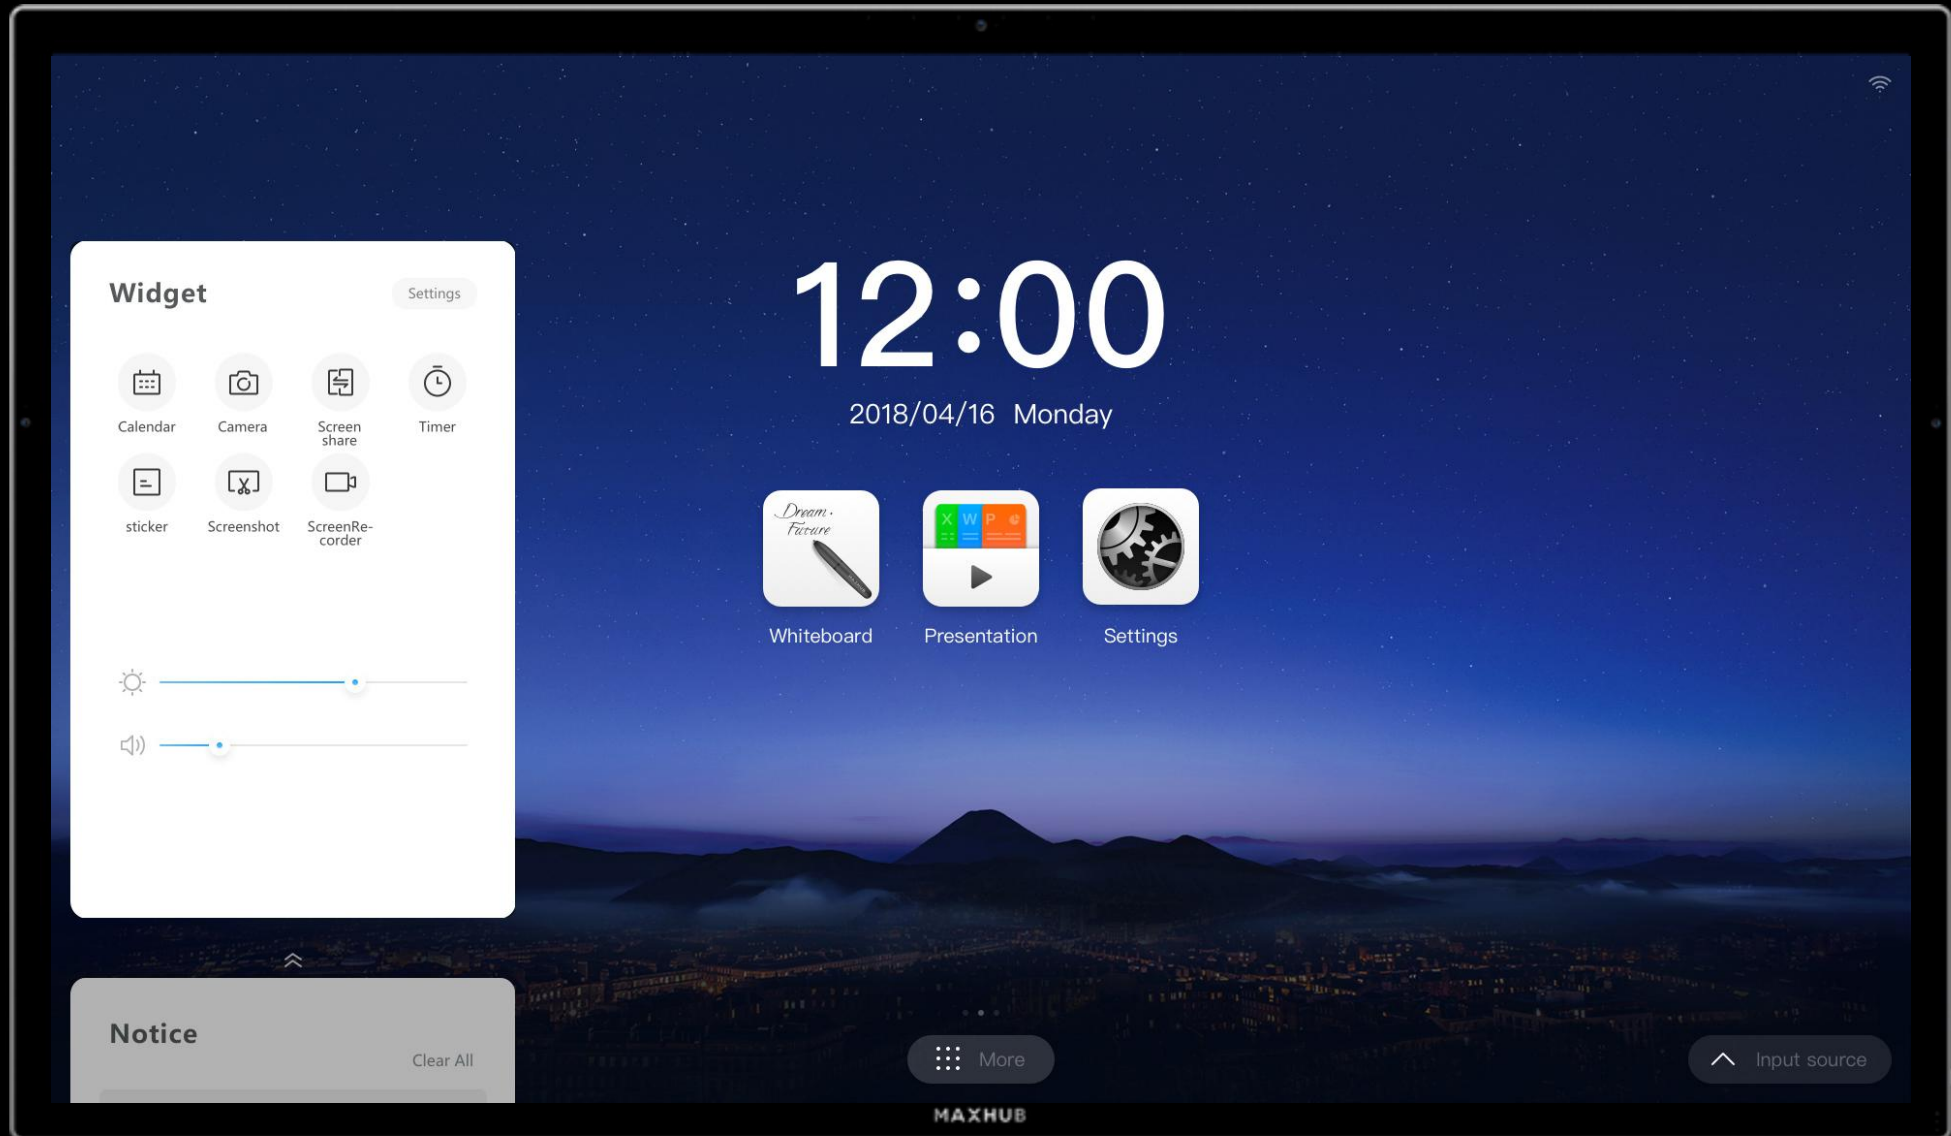 Widget
Settings
Calendar
Camera
Screen
share
Timer
sticker
Screenshot
ScreenRe-
corder
12:00
2018/04/16 Monday
Dream.
Future
X W P
Whiteboard
Presentation
Settings
Notice
Clear All
More
Input source
MAXHUB